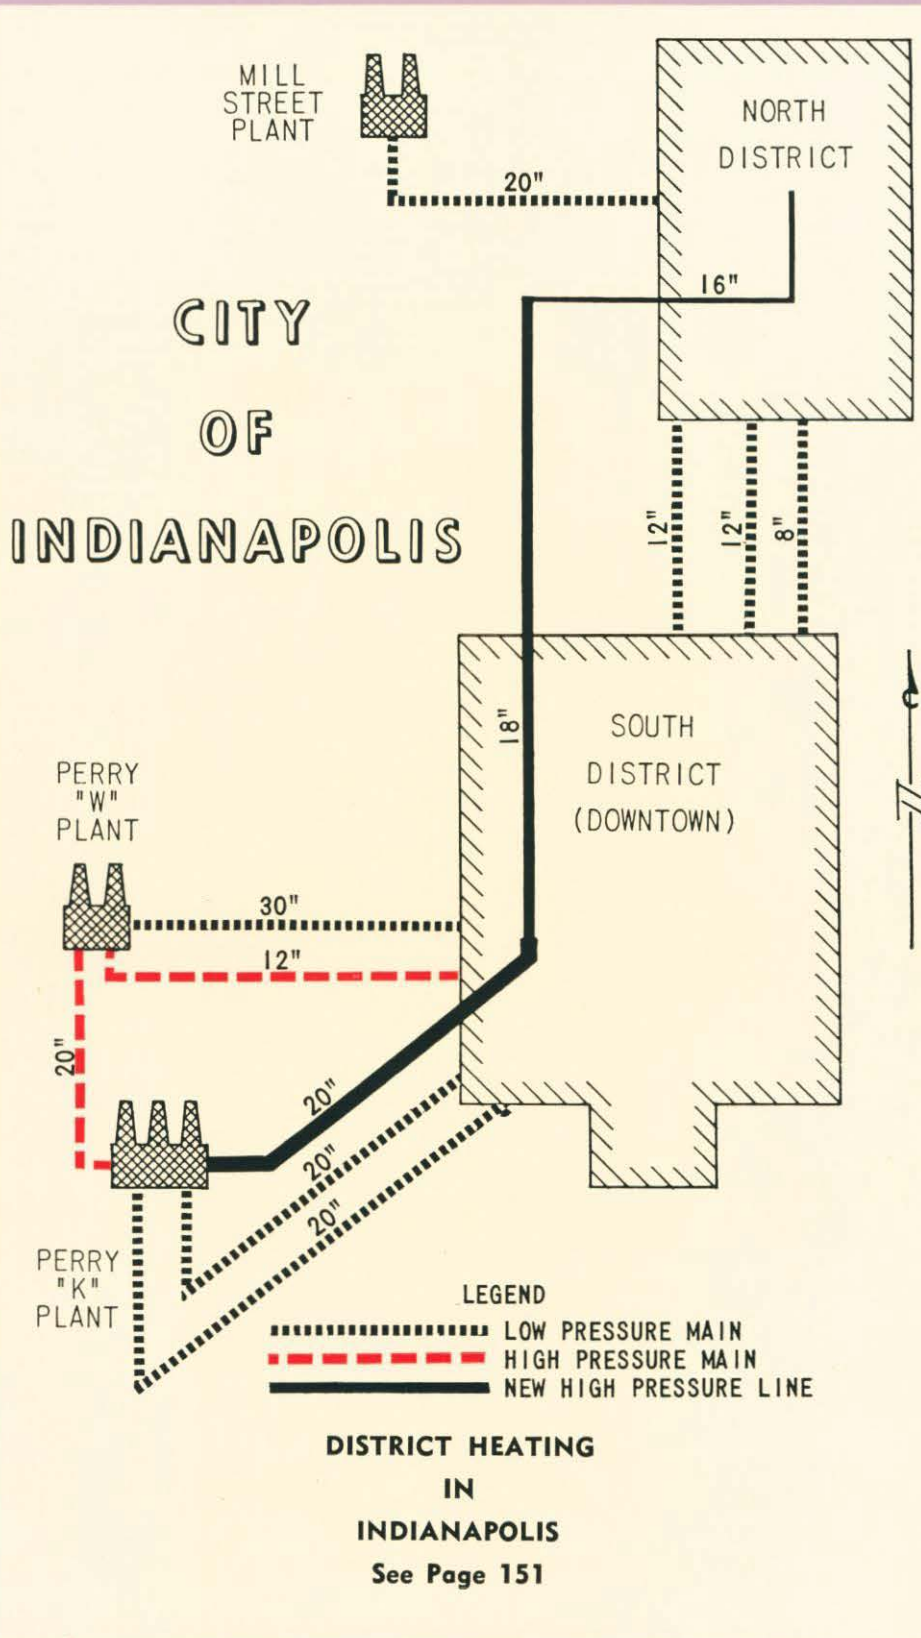 MILL
STREET
PLANT
NORTH
DISTRICT
20"
16"
CITY
OF
INDIANAPOLIS
12"
12"
8"
18"
SOUTH
DISTRICT
(DOWNTOWN)
PERRY
"W"
PLANT
30"
12"
20"
20"
20"
20"
PERRY
"K"
PLANT
LEGEND
LOW PRESSURE MAIN
HIGH PRESSURE MAIN
NEW HIGH PRESSURE LINE
DISTRICT HEATING
IN
INDIANAPOLIS
See Page 151